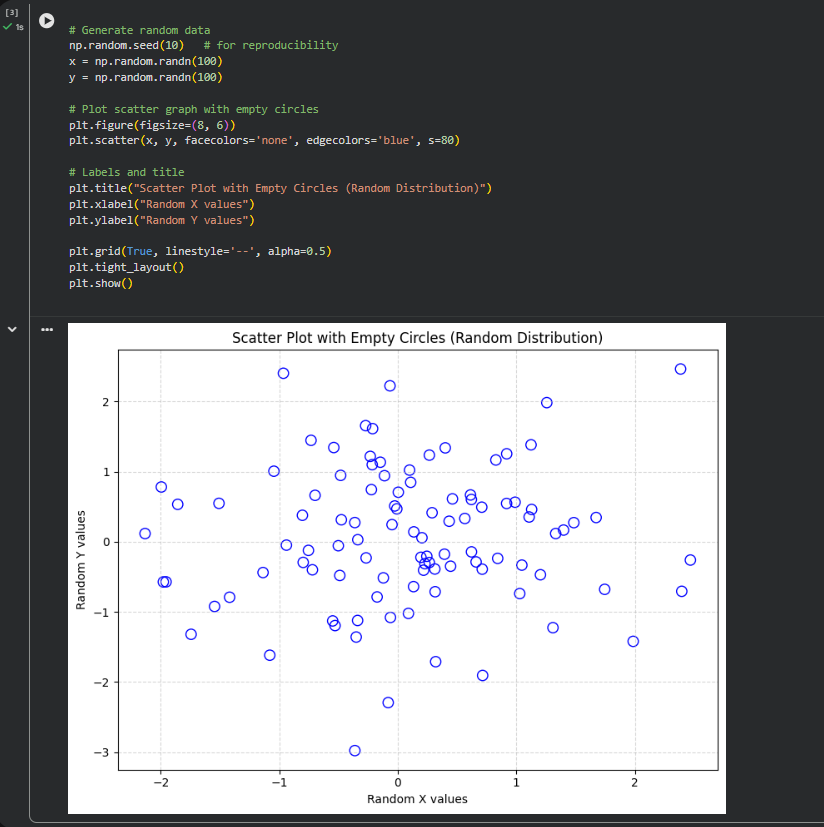 [3]
1s
# Generate random data
np.random.seed(10)   # for reproducibility
x = np.random.randn(100)
y = np.random.randn(100)
# Plot scatter graph with empty circles
plt.figure(figsize=(8, 6))
plt.scatter(x, y, facecolors='none', edgecolors='blue', s=80)
# Labels and title
plt.title("Scatter Plot with Empty Circles (Random Distribution)")
plt.xlabel("Random X values")
plt.ylabel("Random Y values")
plt.grid(True, linestyle='--', alpha=0.5)
plt.tight_layout()
plt.show()
Scatter Plot with Empty Circles (Random Distribution)
Random Y values
2
1
0
−1
−2
−3
−2 −1 0 1 2
Random X values